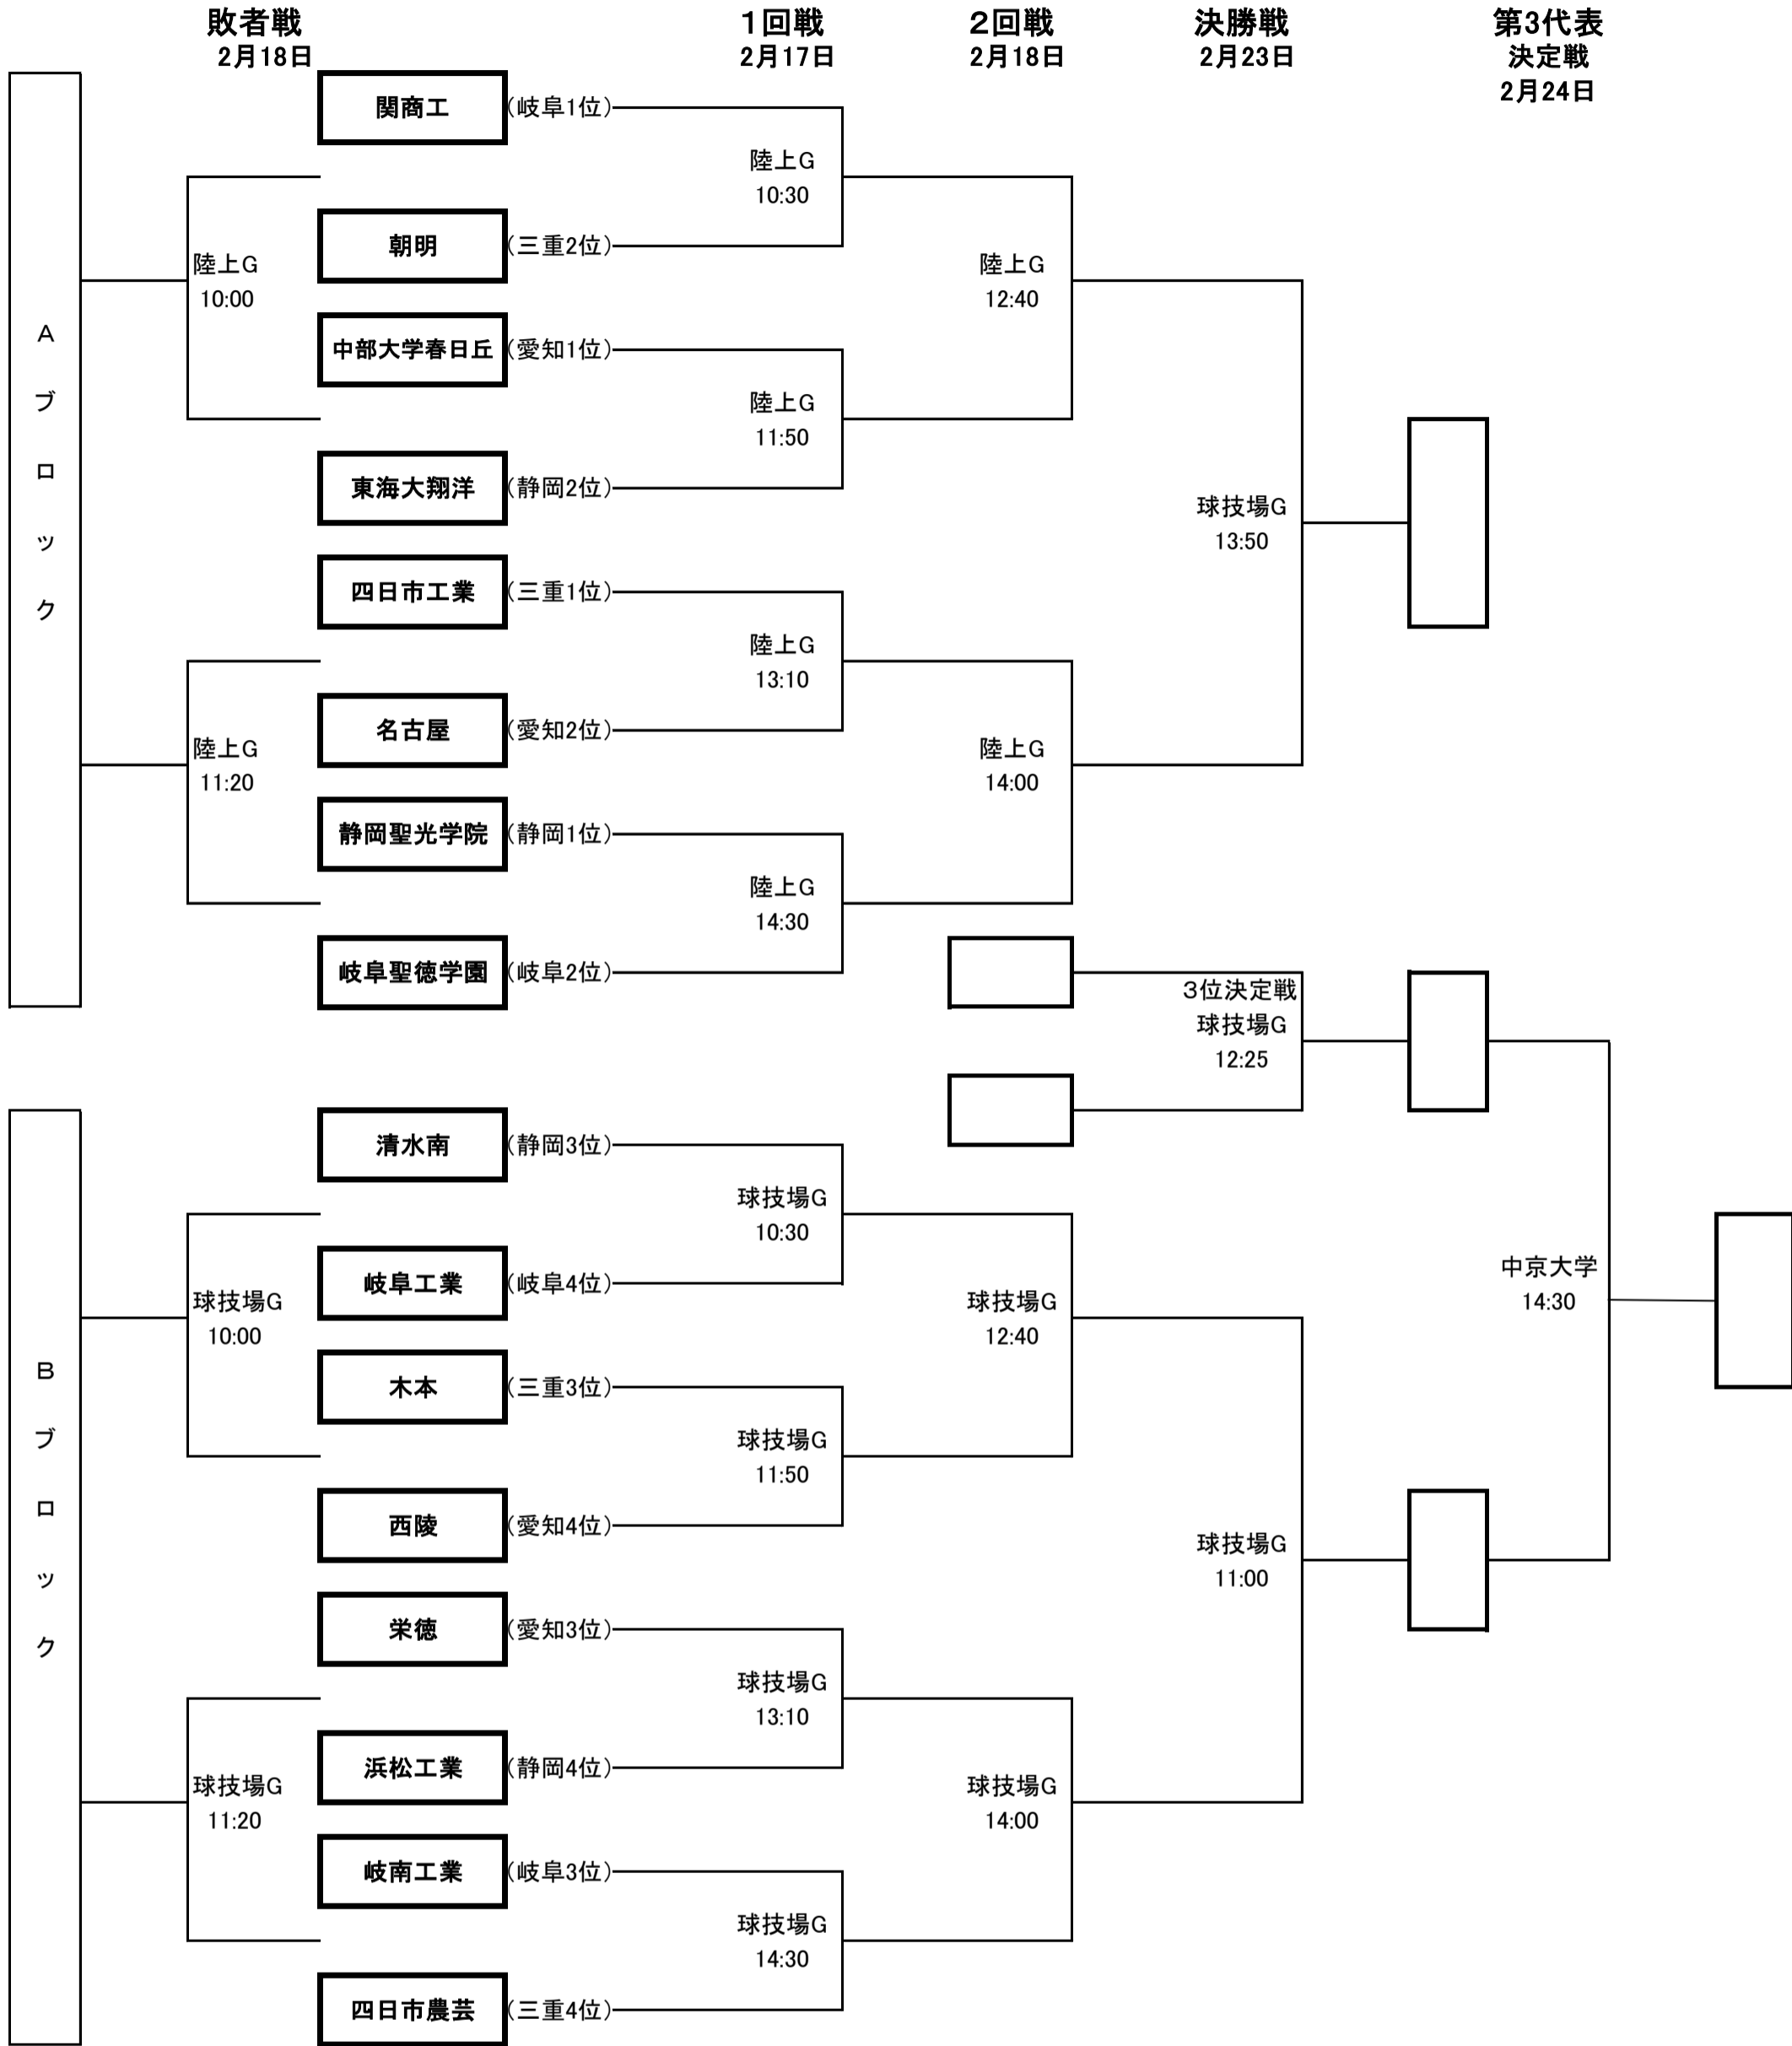 敗者戦
2月18日
1回戦
2月17日
2回戦
2月18日
決勝戦
2月23日
第3代表
決定戦
2月24日
Aブロック
関商工 (岐阜1位)
陸上G
10:30
朝明 (三重2位)
陸上G
10:00
陸上G
12:40
中部大学春日丘 (愛知1位)
陸上G
11:50
東海大翔洋 (静岡2位)
球技場G
13:50
四日市工業 (三重1位)
陸上G
13:10
名古屋 (愛知2位)
陸上G
11:20
陸上G
14:00
静岡聖光学院 (静岡1位)
陸上G
14:30
岐阜聖徳学園 (岐阜2位)
3位決定戦
球技場G
12:25
Bブロック
清水南 (静岡3位)
球技場G
10:30
岐阜工業 (岐阜4位)
球技場G
10:00
球技場G
12:40
中京大学
14:30
木本 (三重3位)
球技場G
11:50
西陵 (愛知4位)
球技場G
11:00
栄徳 (愛知3位)
球技場G
13:10
浜松工業 (静岡4位)
球技場G
11:20
球技場G
14:00
岐南工業 (岐阜3位)
球技場G
14:30
四日市農芸 (三重4位)